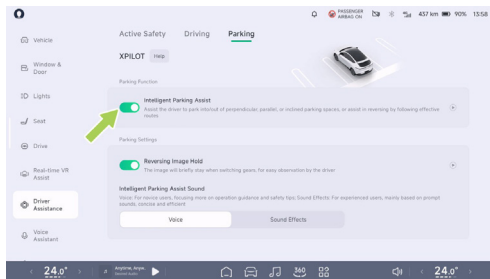 PASSENGER
AIRBAG ON
437 km
90%
13:58
Vehicle
Window &
Door
Lights
Seat
Drive
Real-time VR
Assist
Driver
Assistance
Voice
Assistant
Active Safety
Driving
Parking
XPILOT
Help
Parking Function
Intelligent Parking Assist
Assist the driver to park into/out of perpendicular, parallel, or inclined parking spaces, or assist in reversing by following effective
routes
Parking Settings
Reversing Image Hold
The image will briefly stay when switching gears, for easy observation by the driver
Intelligent Parking Assist Sound
Voice: For novice users, focusing more on operation guidance and safety tips; Sound Effects: For experienced users, mainly based on prompt
sounds, concise and efficient
Voice
Sound Effects
24.0°
360
24.0°